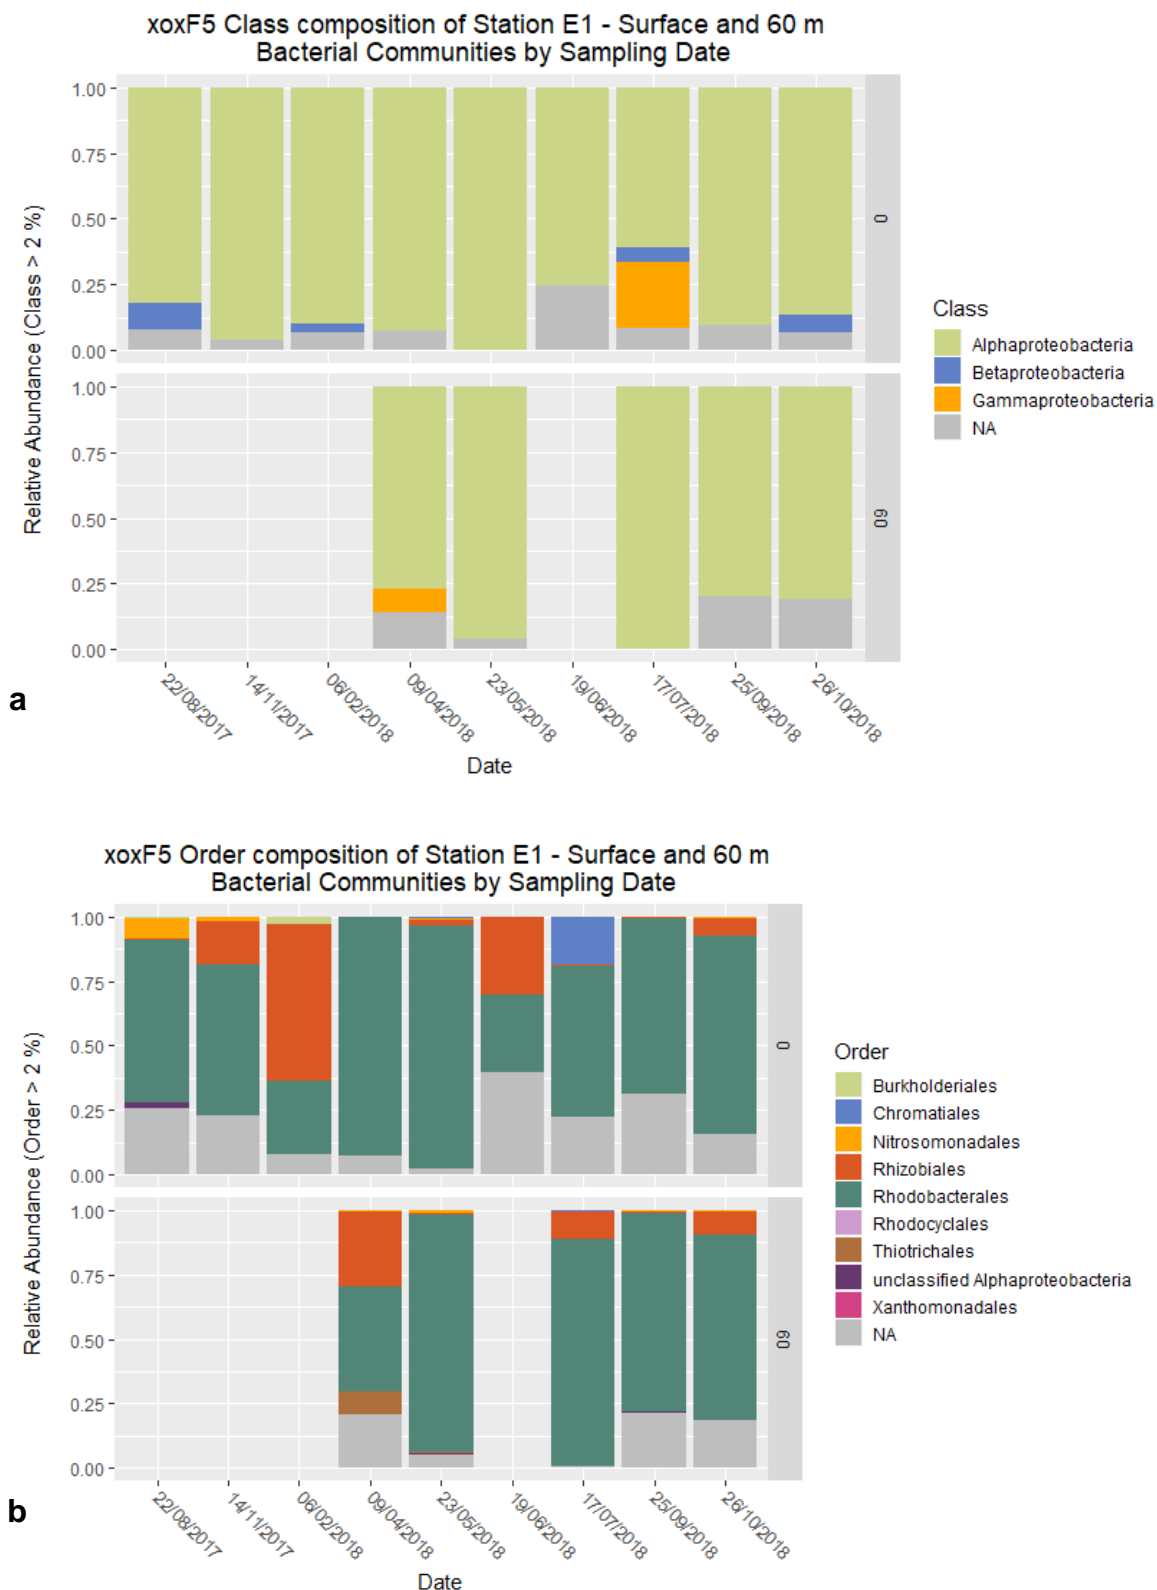 xoxF5 Class composition of Station E1 - Surface and 60 m
Bacterial Communities by Sampling Date
Relative Abundance (Class > 2 %)
1.00
0.75
0.50
0.25
0.00
0
1.00
0.75
0.50
0.25
0.00
60
22/08/2017
14/11/2017
06/02/2018
09/04/2018
23/05/2018
19/06/2018
17/07/2018
25/09/2018
26/10/2018
Date
Class
Alphaproteobacteria
Betaproteobacteria
Gammaproteobacteria
NA
a
xoxF5 Order composition of Station E1 - Surface and 60 m
Bacterial Communities by Sampling Date
Relative Abundance (Order > 2 %)
1.00
0.75
0.50
0.25
0.00
0
1.00
0.75
0.50
0.25
0.00
60
22/08/2017
14/11/2017
06/02/2018
09/04/2018
23/05/2018
19/06/2018
17/07/2018
25/09/2018
26/10/2018
Date
Order
Burkholderiales
Chromatiales
Nitrosomonadales
Rhizobiales
Rhodobacterales
Rhodocyclales
Thiotrichales
unclassified Alphaproteobacteria
Xanthomonadales
NA
b